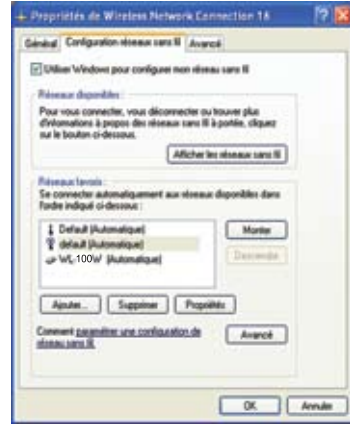 Propriétés de Wireless Network Connection 16
Général Configuration réseaux sans fil Avancé
Utiliser Windows pour configurer mon réseau sans fil
Réseaux disponibles :
Pour vous connecter, vous déconnecter ou trouver plus
d'informations à propos des réseaux sans fil à portée, cliquez
sur le bouton ci-dessous.
Afficher les réseaux sans fil
Réseaux favoris :
Se connecter automatiquement aux réseaux disponibles dans
l'ordre indiqué ci-dessous :
Default (Automatique)
default (Automatique)
WL-100W (Automatique)
Monter
Descendre
Ajouter... Supprimer Propriétés
Comment paramétrer une configuration de
réseau sans fil.
Avancé
OK Annuler